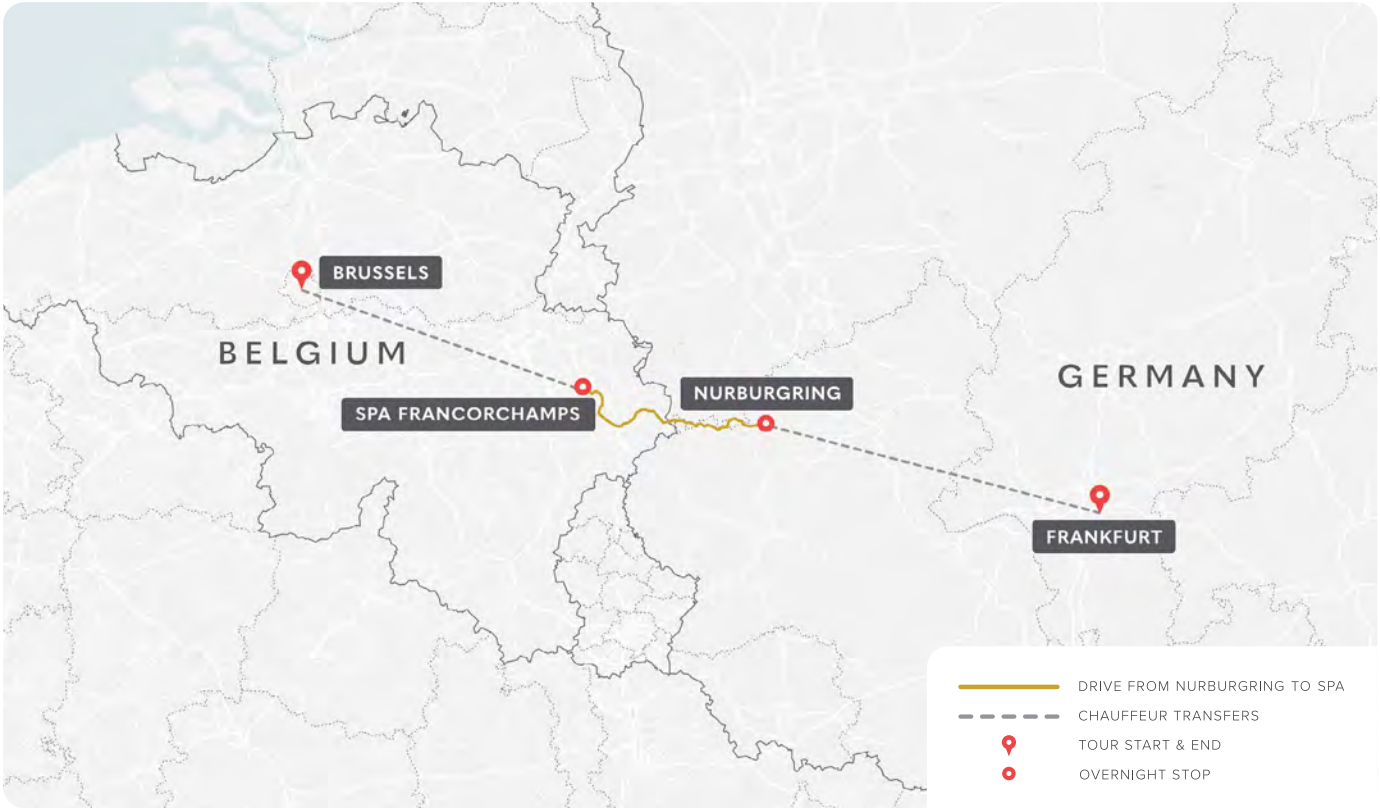 BRUSSELS
BELGIUM
SPA FRANCORCHAMPS
NURBURGRING
GERMANY
FRANKFURT
DRIVE FROM NURBURGRING TO SPA
CHAUFFEUR TRANSFERS
TOUR START & END
OVERNIGHT STOP